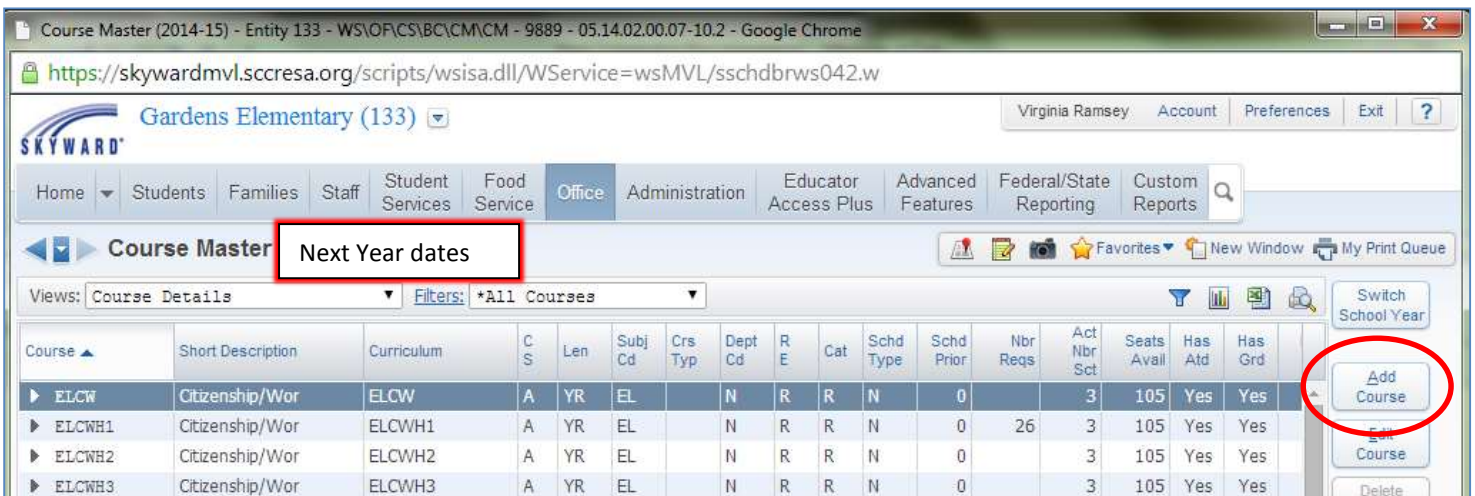 Course Master (2014-15) - Entity 133 - WS\OF\CS\BC\CM\CM - 9889 - 05.14.02.00.07-10.2 - Google Chrome
https://skywardmvl.sccresa.org/scripts/wsisa.dll/WService=wsMVL/sschdbrws042.w
SKYWARD
Gardens Elementary (133)
Virginia Ramsey Account Preferences Exit ?
Home Students Families Staff Student Services Food Service Office Administration Educator Access Plus Advanced Features Federal/State Reporting Custom Reports
Course Master
Next Year dates
Favorites New Window My Print Queue
Views: Course Details Filters: *All Courses
Switch School Year
Course Short Description Curriculum C S Len Subj Cd Crs Typ Dept Cd R E Cat Schd Type Schd Prior Nbr Reqs Act Nbr Sct Seats Avail Has Atd Has Grd
Add Course
ELCW Citizenship/Wor ELCW A YR EL N R R N 0 3 105 Yes Yes
ELCWH1 Citizenship/Wor ELCWH1 A YR EL N R R N 0 26 3 105 Yes Yes
Edit Course
ELCWH2 Citizenship/Wor ELCWH2 A YR EL N R R N 0 3 105 Yes Yes
ELCWH3 Citizenship/Wor ELCWH3 A YR EL N R R N 0 3 105 Yes Yes
Delete